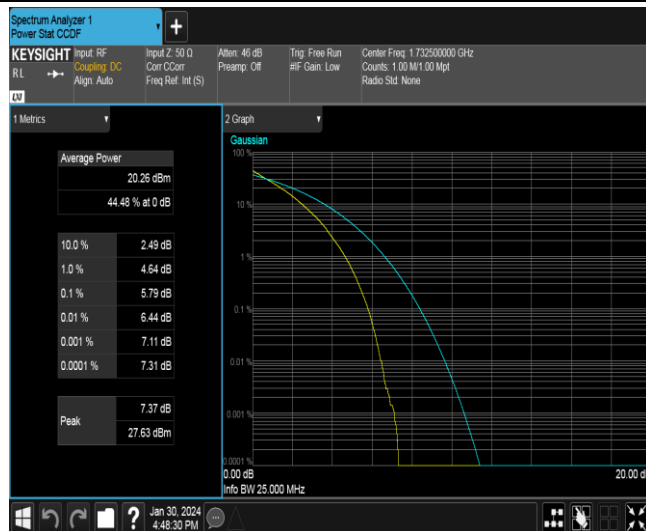 Spectrum Analyzer 1
Power Stat CCDF
+
KEYSIGHT
RL
LXI
Input: RF
Coupling: DC
Align: Auto
Input Z: 50 Ω
Corr CCorr
Freq Ref: Int (S)
Atten: 46 dB
Preamp: Off
Trig: Free Run
#IF Gain: Low
Center Freq: 1.732500000 GHz
Counts: 1.00 M/1.00 Mpt
Radio Std: None
1 Metrics
Average Power
20.26 dBm
44.48 % at 0 dB
10.0 % 2.49 dB
1.0 % 4.64 dB
0.1 % 5.79 dB
0.01 % 6.44 dB
0.001 % 7.11 dB
0.0001 % 7.31 dB
Peak
7.37 dB
27.63 dBm
2 Graph
Gaussian
100 %
10 %
1 %
0.1 %
0.01 %
0.001 %
0.0001 %
0.00 dB
20.00 d
Info BW 25.000 MHz
?
Jan 30, 2024
4:48:30 PM